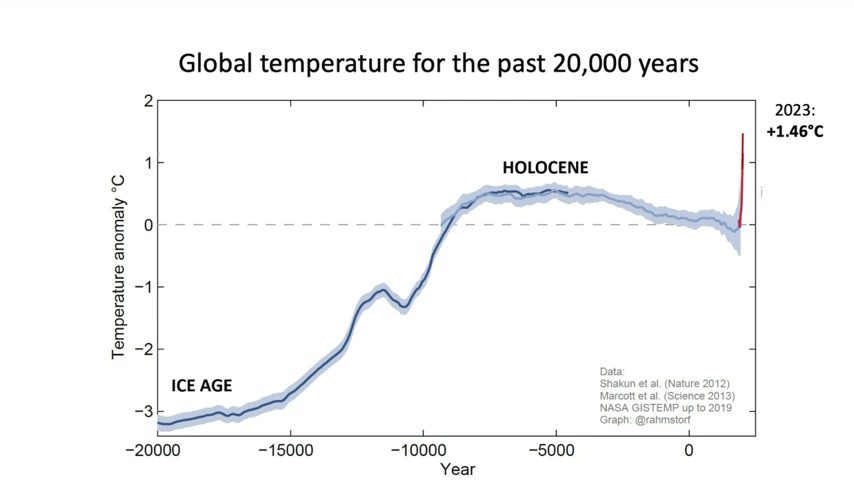 Global temperature for the past 20,000 years
2023:
+1.46°C
2
1
0
−1
−2
−3
Temperature anomaly °C
HOLOCENE
ICE AGE
Data:
Shakun et al. (Nature 2012)
Marcott et al. (Science 2013)
NASA GISTEMP up to 2019
Graph: @rahmstorf
−20000 −15000 −10000 −5000 0
Year